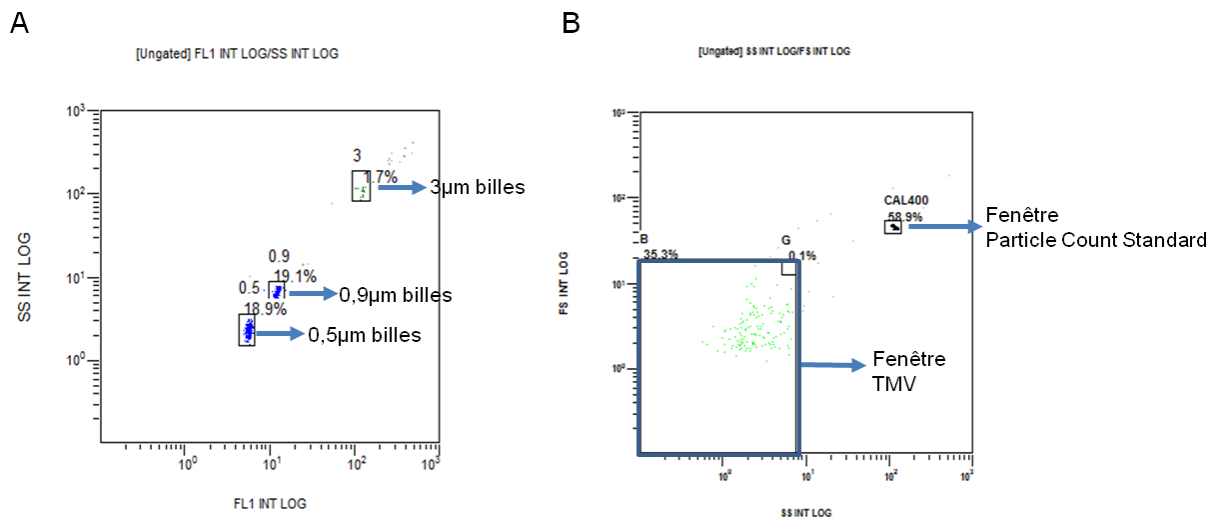 A
[Ungated] FL1 INT LOG/SS INT LOG
10³
3
1.7%
3µm billes
10²
0.9
19.1%
0,9µm billes
10¹
0.5
18.9%
0,5µm billes
10⁰
SS INT LOG
10⁰
10¹
10²
10³
FL1 INT LOG
B
[Ungated] SS INT LOG/FS INT LOG
10³
10²
CAL400
58.9%
Fenêtre
Particle Count Standard
B
35.3%
G
0.1%
10¹
Fenêtre
TMV
10⁰
FS INT LOG
10⁰
10¹
10²
10³
SS INT LOG